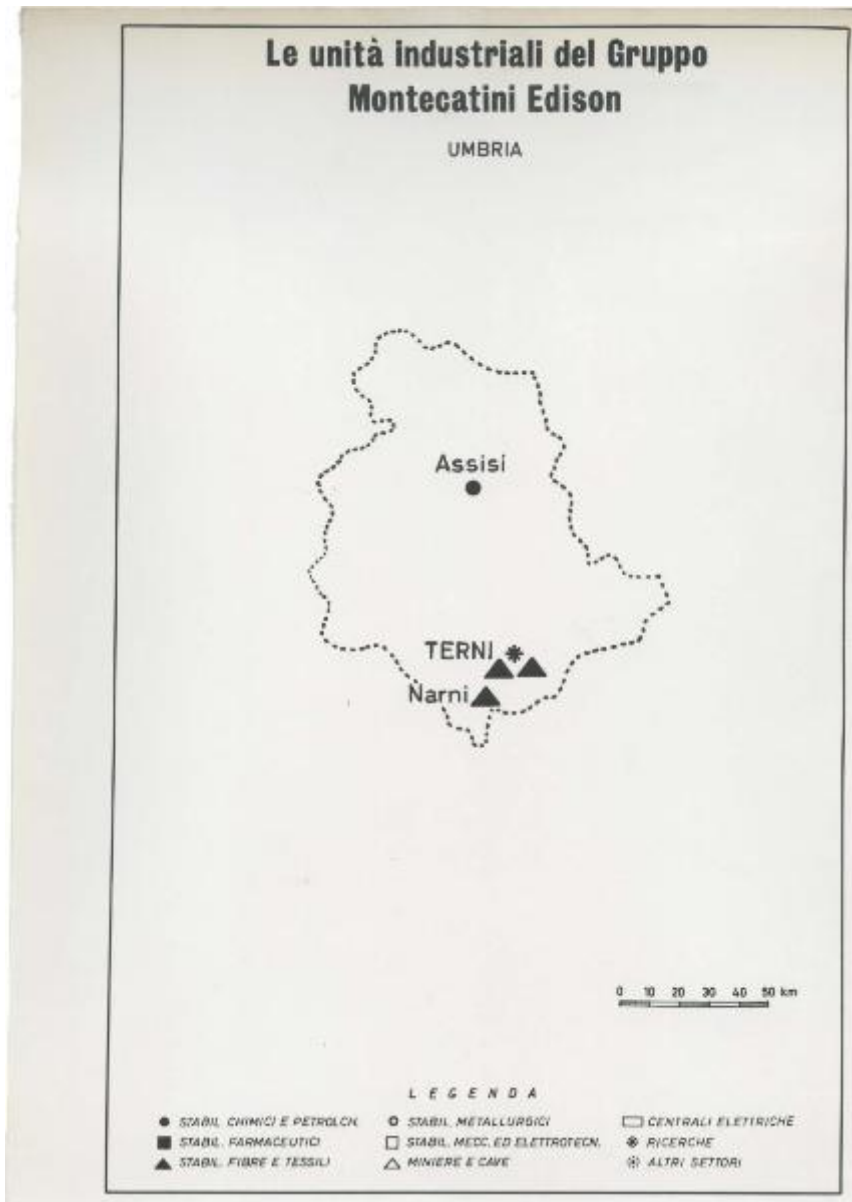 Le unità industriali del Gruppo
Montecatini Edison
UMBRIA
Assisi
TERNI
Narni
0 10 20 30 40 50 km
LEGENDA
STABIL. CHIMICI E PETROLCH. STABIL. METALLURGICI CENTRALI ELETTRICHE
STABIL. FARMACEUTICI STABIL. MECC. ED ELETTROTECN. RICERCHE
STABIL. FIBRE E TESSILI MINIERE E CAVE ALTRI SETTORI